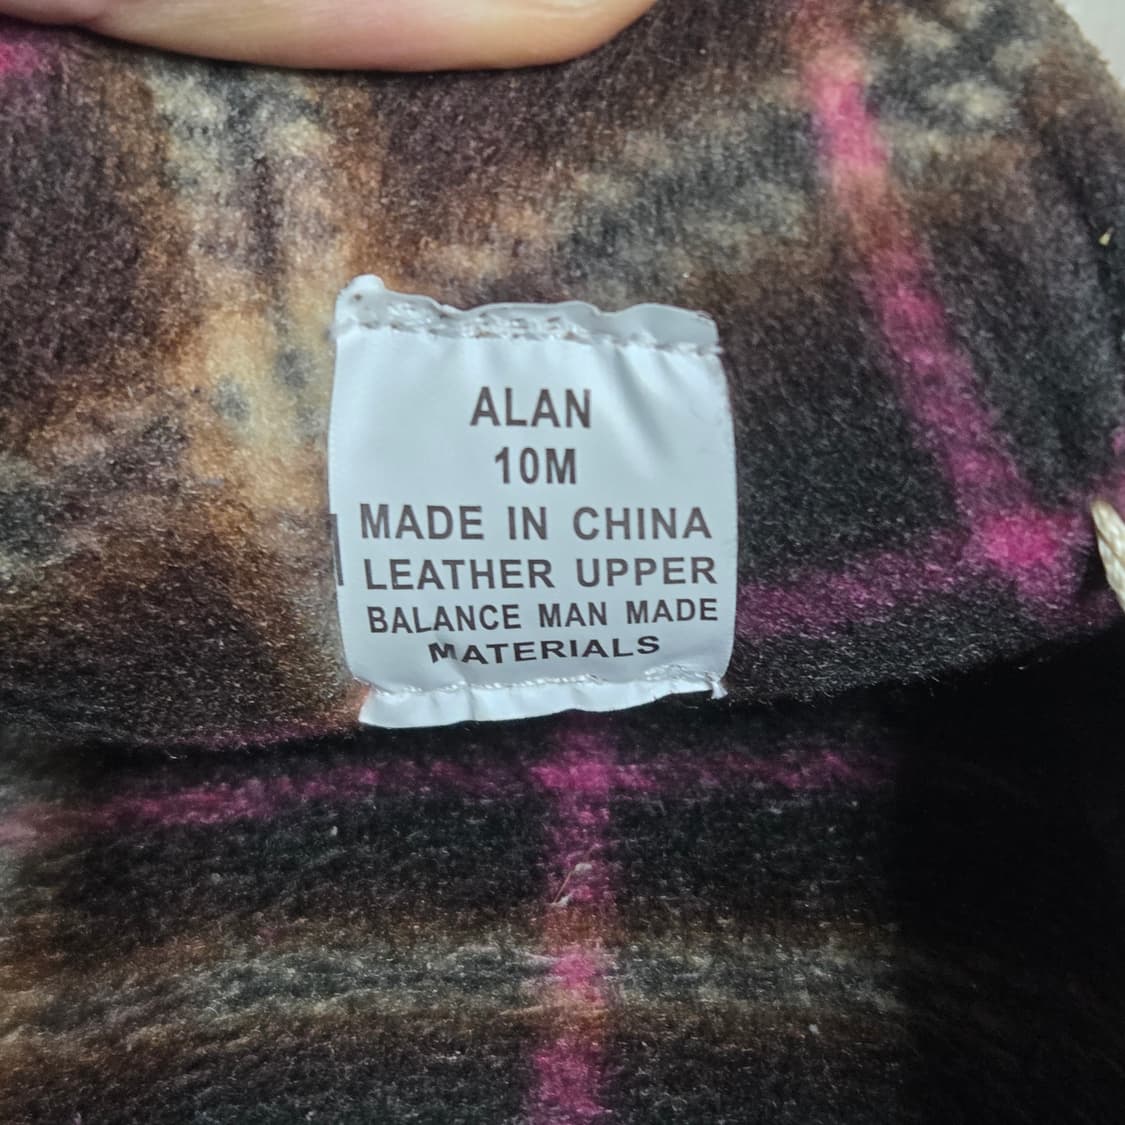 ALAN
10M
MADE IN CHINA
LEATHER UPPER
BALANCE MAN MADE
MATERIALS